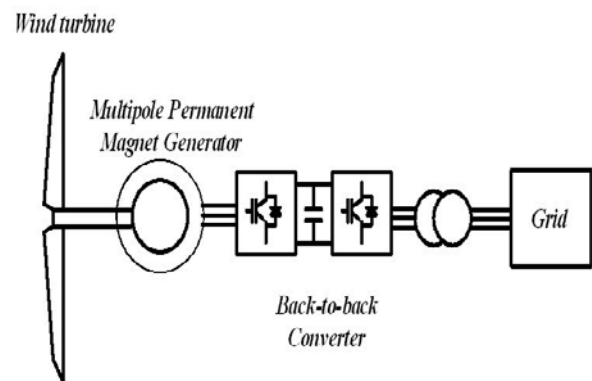 Wind turbine
Multipole Permanent
Magnet Generator
Grid
Back-to-back
Converter